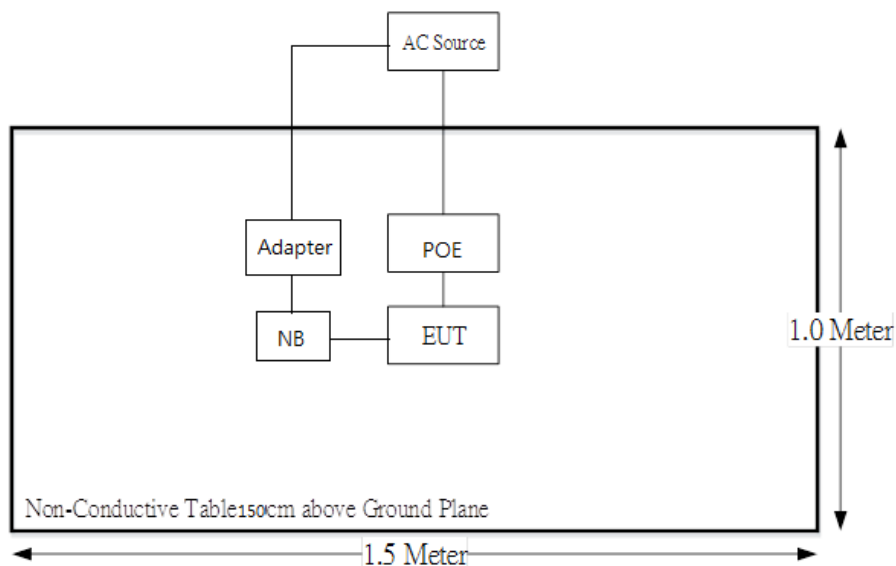 AC Source
Adapter
POE
NB
EUT
1.0 Meter
Non-Conductive Table150cm above Ground Plane
1.5 Meter